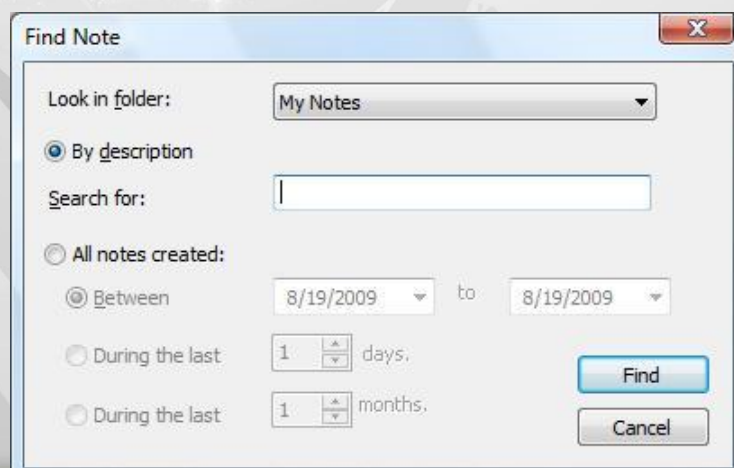 Find Note
Look in folder: My Notes
By description
Search for:
All notes created:
Between 8/19/2009 to 8/19/2009
During the last 1 days.
Find
During the last 1 months.
Cancel